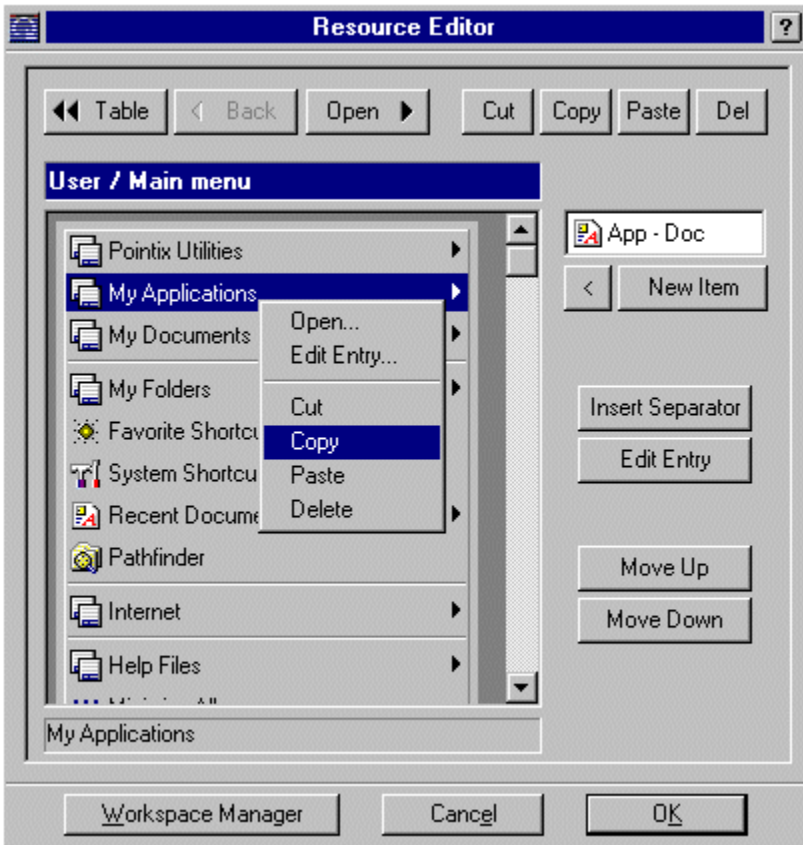 Resource Editor
?
Table
Back
Open
Cut
Copy
Paste
Del
User / Main menu
App - Doc
<
New Item
Pointix Utilities
My Applications
My Documents
My Folders
Favorite Shortcu
System Shortcu
Recent Docume
Pathfinder
Internet
Help Files
Open...
Edit Entry...
Cut
Copy
Paste
Delete
Insert Separator
Edit Entry
Move Up
Move Down
My Applications
Workspace Manager
Cancel
OK